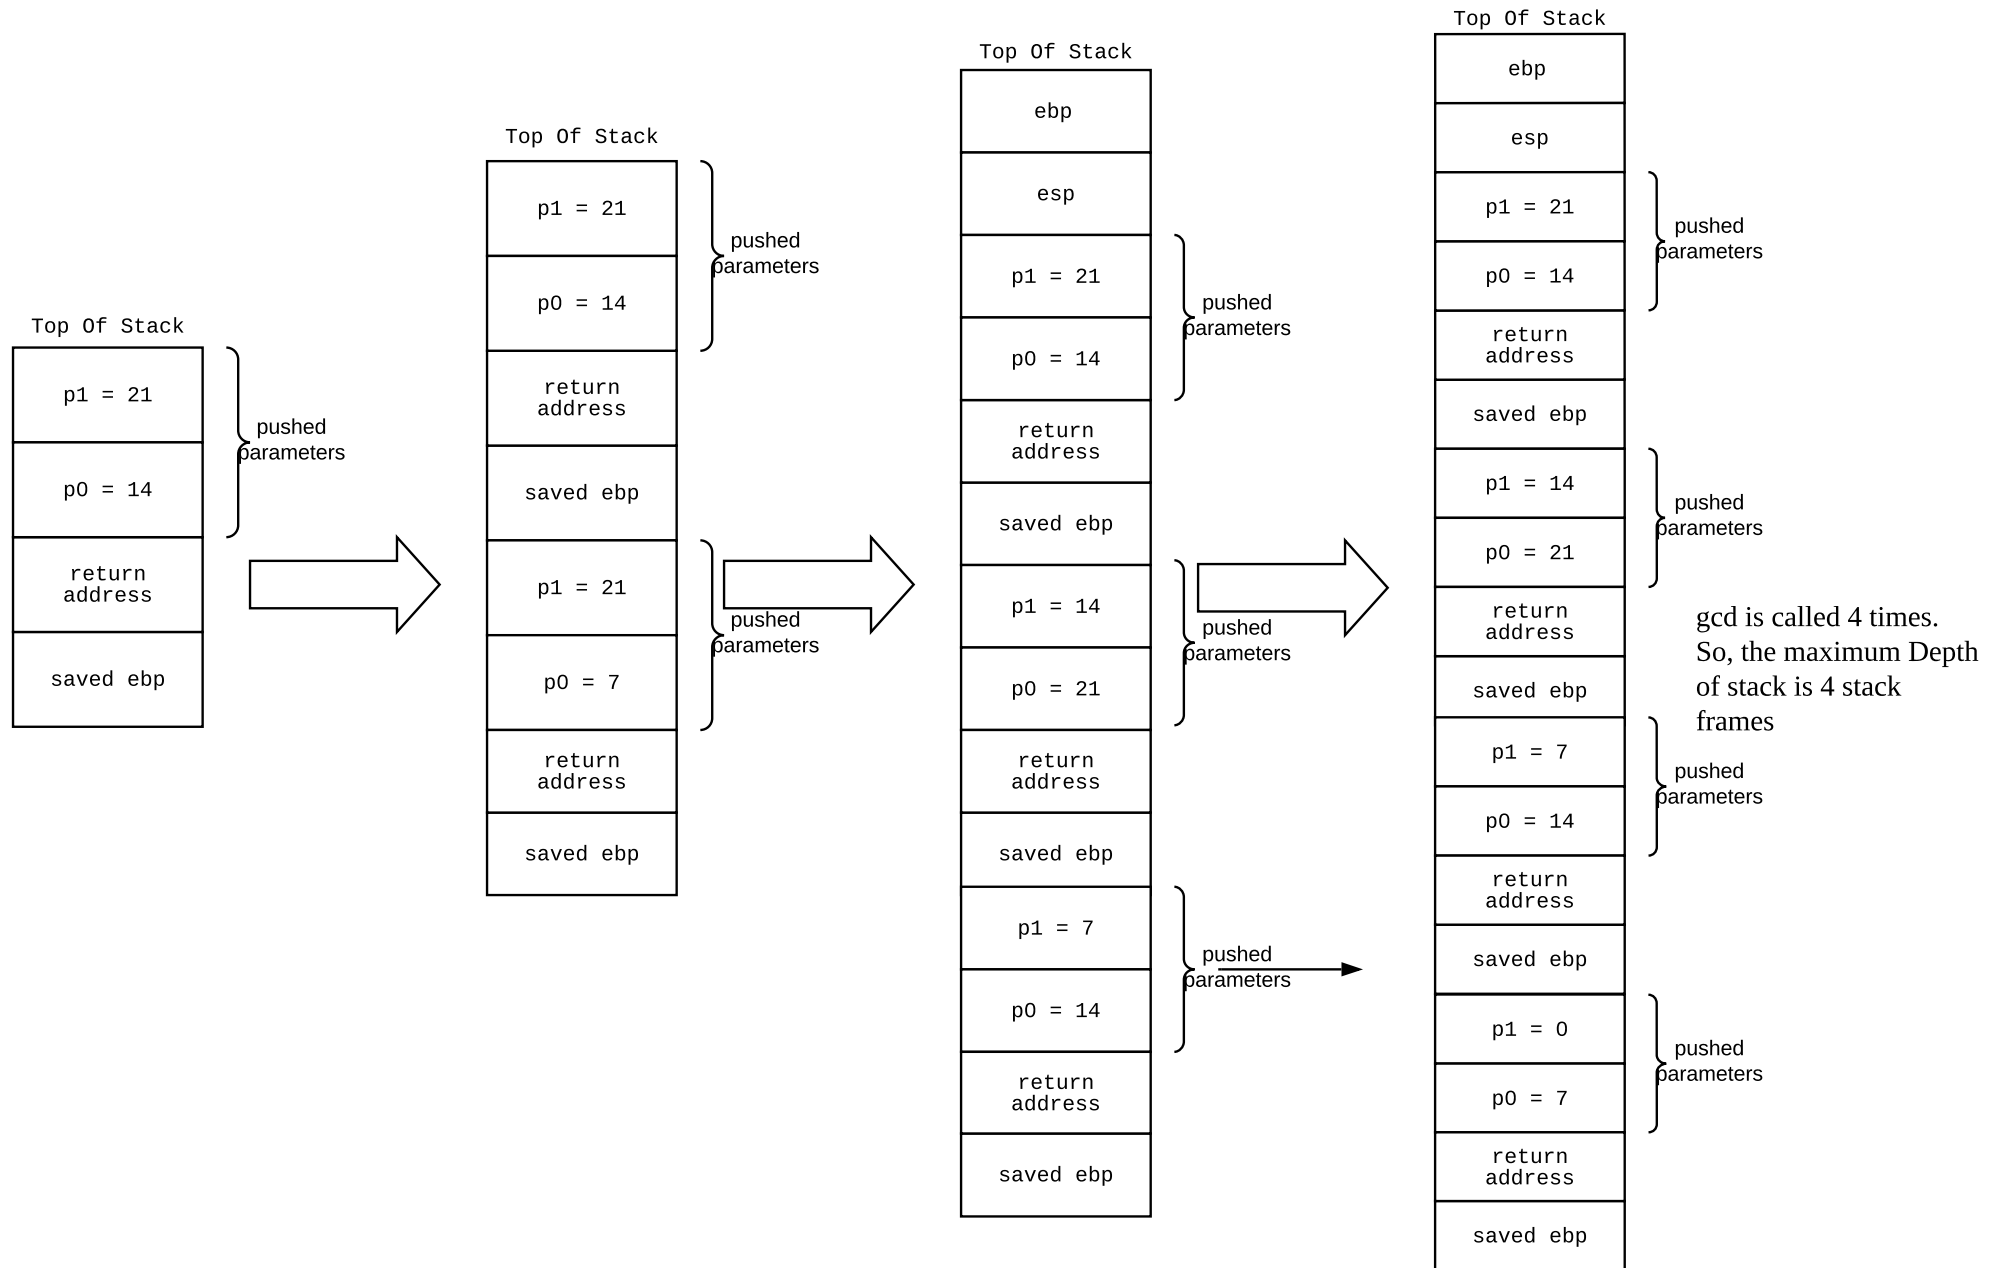 Top Of Stack
p1 = 21
p0 = 14
return
address
saved ebp
pushed
parameters
Top Of Stack
p1 = 21
p0 = 14
return
address
saved ebp
p1 = 21
p0 = 7
return
address
saved ebp
pushed
parameters
pushed
parameters
Top Of Stack
ebp
esp
p1 = 21
p0 = 14
return
address
saved ebp
p1 = 14
p0 = 21
return
address
saved ebp
p1 = 7
p0 = 14
return
address
saved ebp
pushed
parameters
pushed
parameters
pushed
parameters
Top Of Stack
ebp
esp
p1 = 21
p0 = 14
return
address
saved ebp
p1 = 14
p0 = 21
return
address
saved ebp
p1 = 7
p0 = 14
return
address
saved ebp
p1 = 0
p0 = 7
return
address
saved ebp
pushed
parameters
pushed
parameters
pushed
parameters
pushed
parameters
gcd is called 4 times.
So, the maximum Depth
of stack is 4 stack
frames